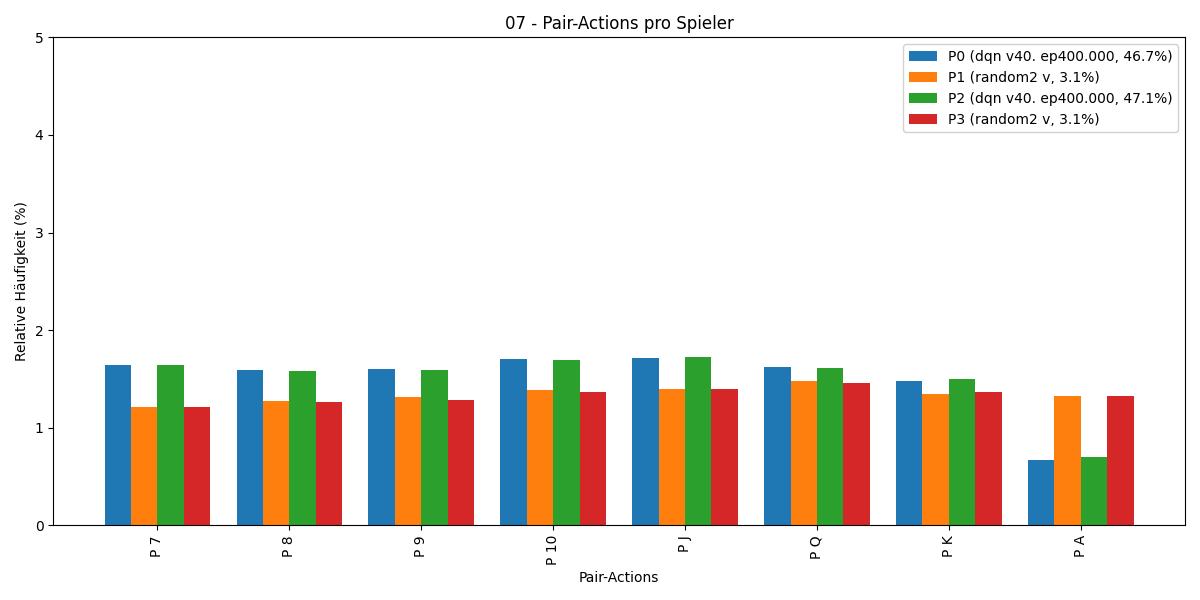 07 - Pair-Actions pro Spieler
5
4
3
2
1
0
Relative Häufigkeit (%)
P0 (dqn v40. ep400.000, 46.7%)
P1 (random2 v, 3.1%)
P2 (dqn v40. ep400.000, 47.1%)
P3 (random2 v, 3.1%)
P 7
P 8
P 9
P 10
P J
P Q
P K
P A
Pair-Actions